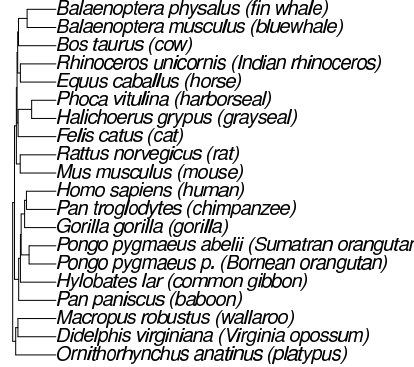 Balaenoptera physalus (fin whale)
Balaenoptera musculus (bluewhale)
Bos taurus (cow)
Rhinoceros unicornis (Indian rhinoceros)
Equus caballus (horse)
Phoca vitulina (harborseal)
Halichoerus grypus (grayseal)
Felis catus (cat)
Rattus norvegicus (rat)
Mus musculus (mouse)
Homo sapiens (human)
Pan troglodytes (chimpanzee)
Gorilla gorilla (gorilla)
Pongo pygmaeus abelii (Sumatran orangutan
Pongo pygmaeus p. (Bornean orangutan)
Hylobates lar (common gibbon)
Pan paniscus (baboon)
Macropus robustus (wallaroo)
Didelphis virginiana (Virginia opossum)
Ornithorhynchus anatinus (platypus)